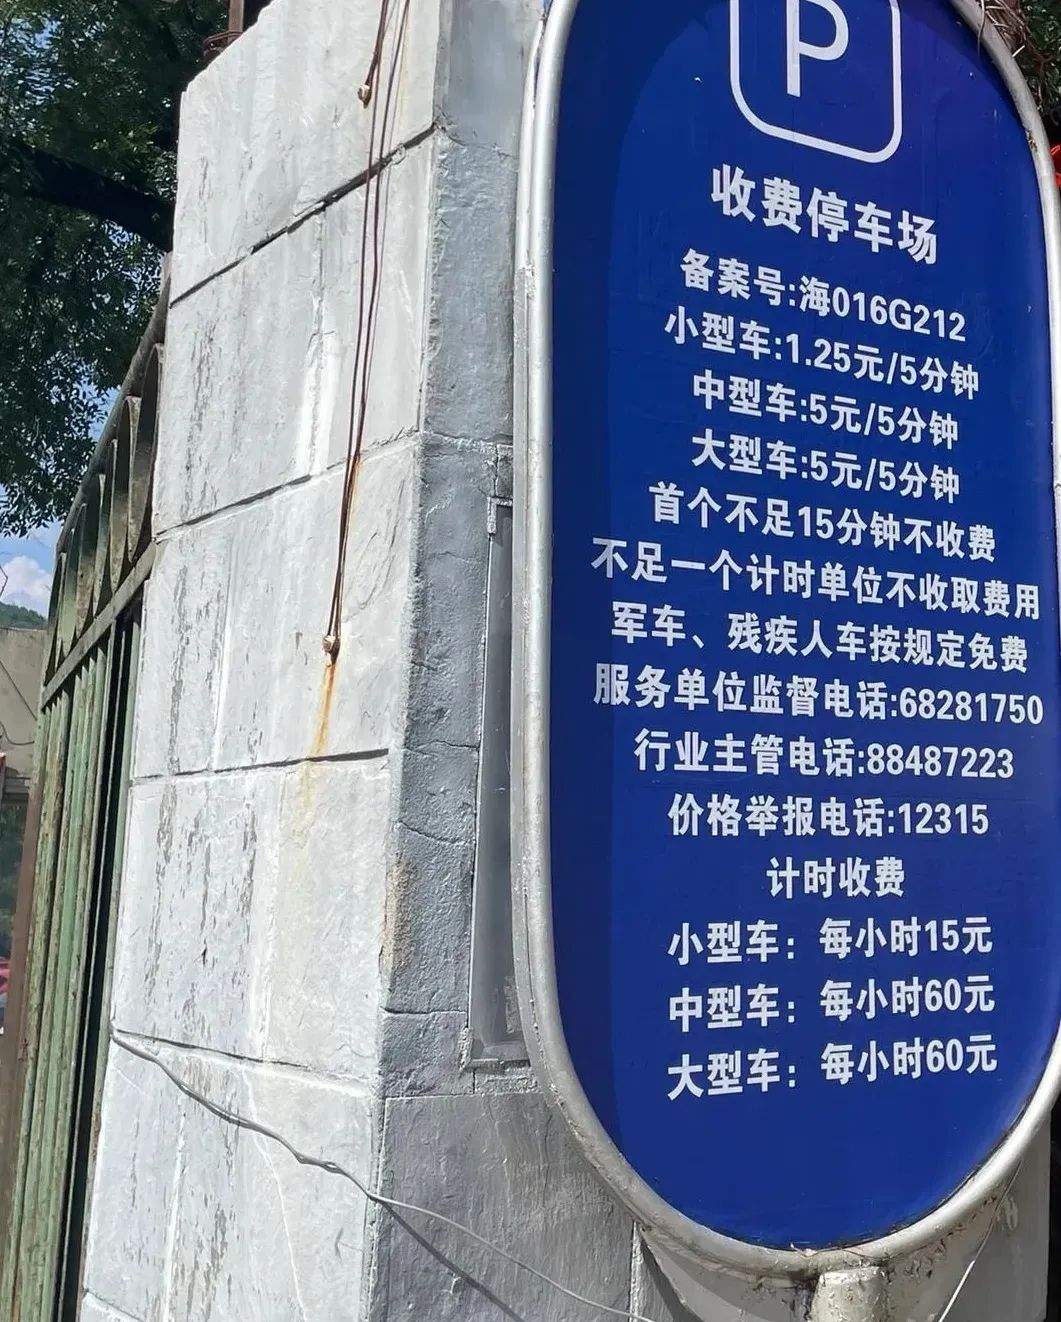 P
收费停车场
备案号:海016G212
小型车:1.25元/5分钟
中型车:5元/5分钟
大型车:5元/5分钟
首个不足15分钟不收费
不足一个计时单位不收取费用
军车、残疾人车按规定免费
服务单位监督电话:68281750
行业主管电话:88487223
价格举报电话:12315
计时收费
小型车：每小时15元
中型车：每小时60元
大型车：每小时60元